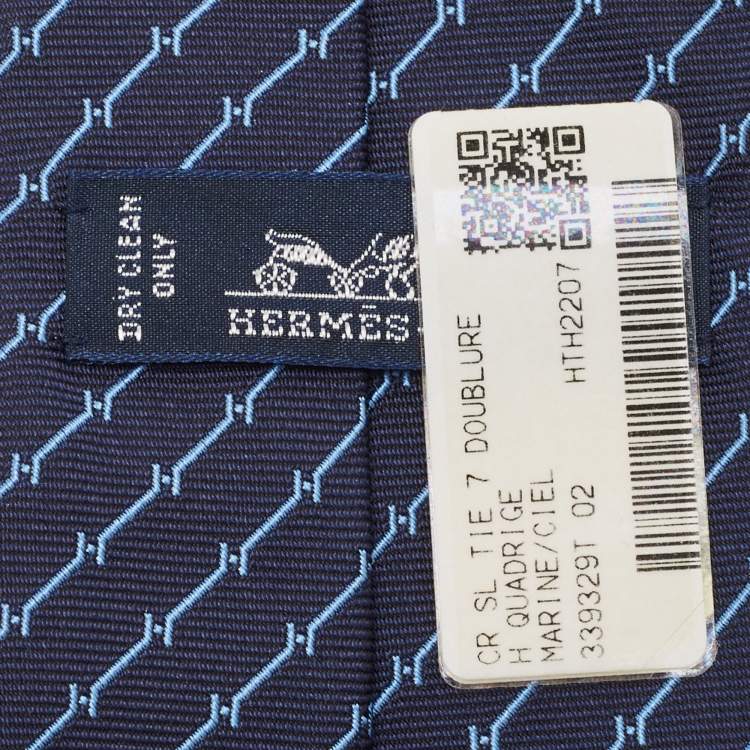 DRY CLEAN
ONLY
HERMÈS-
CR SL TIE 7 DOUBLURE
H QUADRIGE
MARINE/CIEL
339329T 02
HTH2207